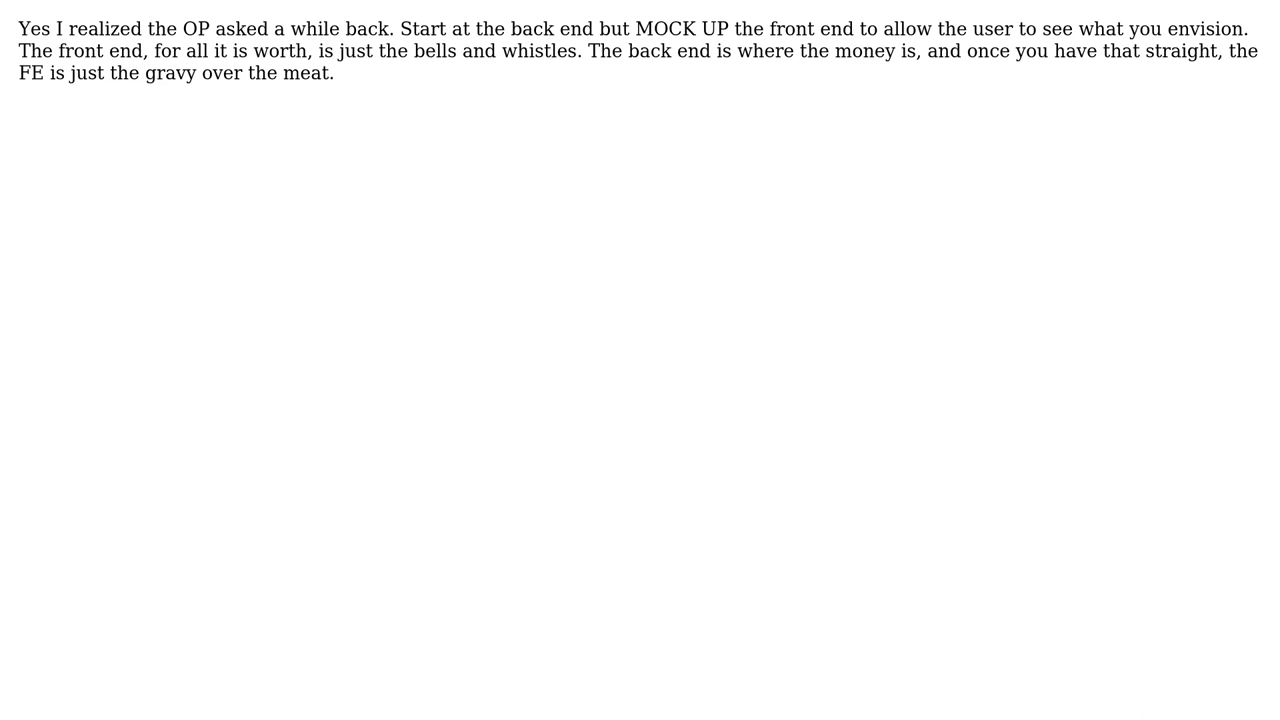 Yes I realized the OP asked a while back. Start at the back end but MOCK UP the front end to allow the user to see what you envision.
The front end, for all it is worth, is just the bells and whistles. The back end is where the money is, and once you have that straight, the
FE is just the gravy over the meat.